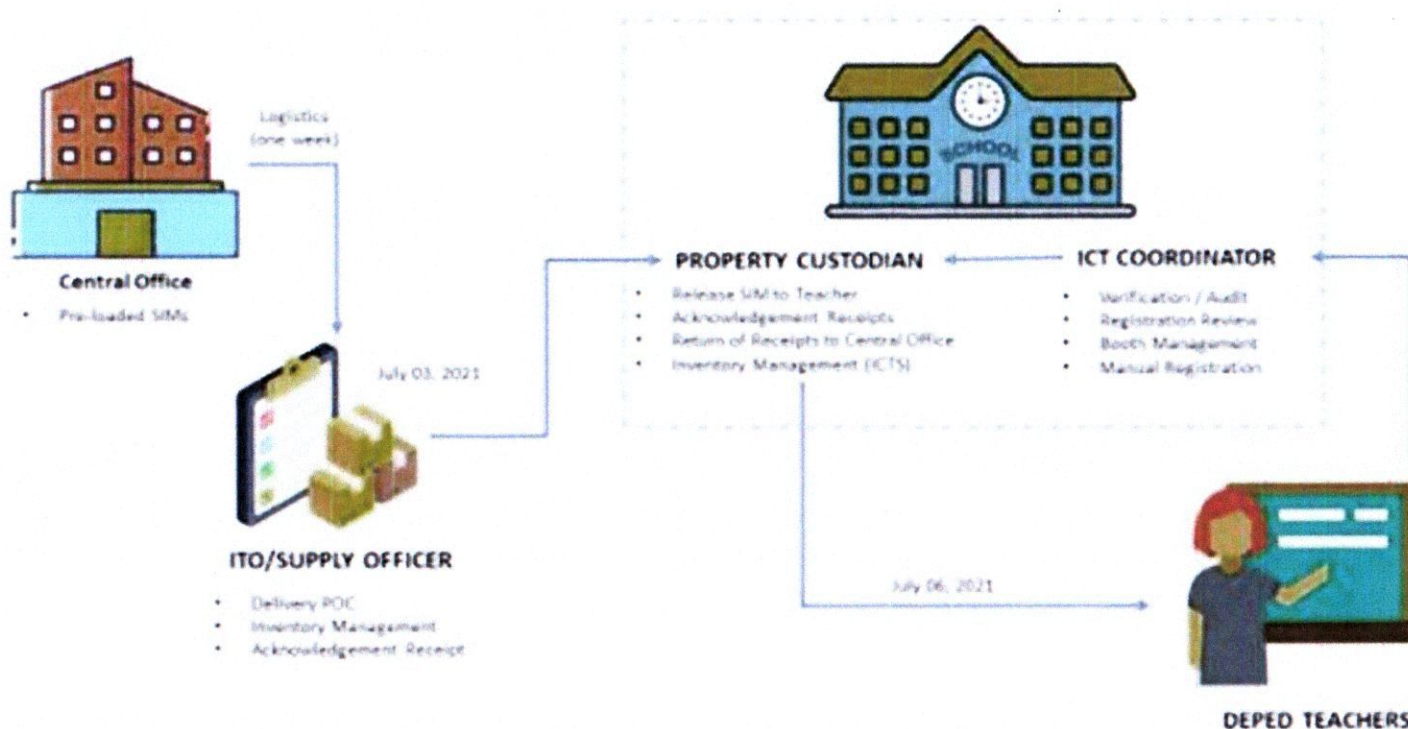 Logistics
(one week)
SCHOOL
Central Office
• Pre-loaded SIMs
PROPERTY CUSTODIAN
• Release SIM to Teacher
• Acknowledgement Receipts
• Return of Receipts to Central Office
• Inventory Management (ICTS)
ICT COORDINATOR
• Verification / Audit
• Registration Review
• Booth Management
• Manual Registration
July 03, 2021
ITO/SUPPLY OFFICER
• Delivery POC
• Inventory Management
• Acknowledgement Receipt
July 06, 2021
DEPED TEACHERS